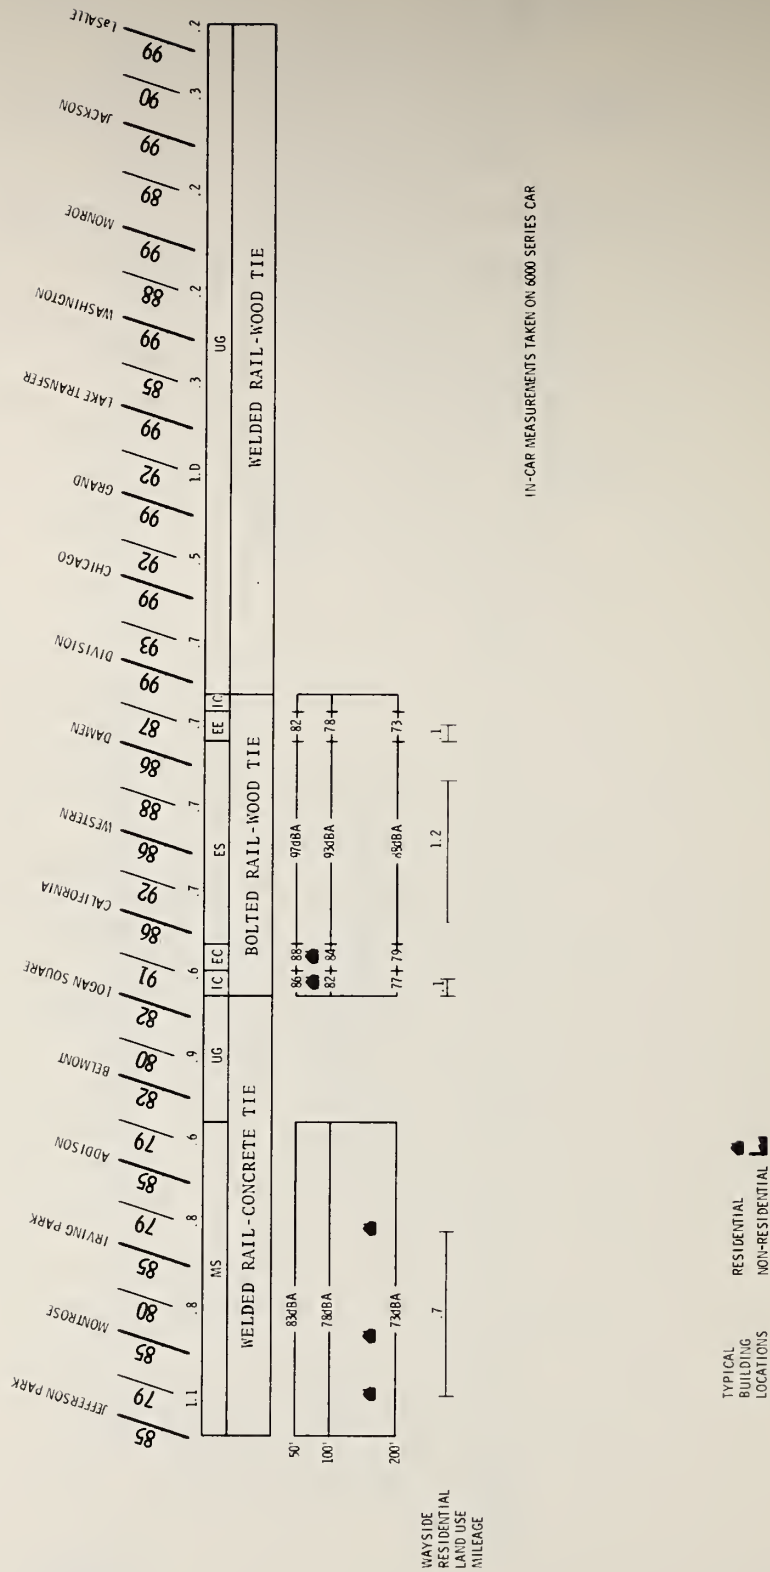 JEFFERSON PARK
MONTROSE
IRVING PARK
ADDISON
BELMONT
LOGAN SQUARE
CALIFORNIA
WESTERN
DAMEN
DIVISION
CHICAGO
GRAND
LAKE TRANSFER
WASHINGTON
MONROE
JACKSON
LaSALLE
85 79 85 80 85 79 85 79 82 80 82 91 86 92 86 88 86 87 99 93 99 92 99 92 99 85 99 88 99 89 99 90 99
1.1 .8 .8 .6 .9 .6 .7 .7 .7 .7 .5 1.0 .3 .2 .2 .3 .2
MS UG IC EC ES EE IC UG
WELDED RAIL-CONCRETE TIE BOLTED RAIL-WOOD TIE WELDED RAIL-WOOD TIE
50' 83dBA 86 88 97dBA 82
100' 78dBA 82 84 93dBA 78
200' 73dBA 77 79 88dBA 73
WAYSIDE
RESIDENTIAL
LAND USE
MILEAGE
.7 .1 1.2 .1
IN-CAR MEASUREMENTS TAKEN ON 6000 SERIES CAR
TYPICAL
BUILDING
LOCATIONS
RESIDENTIAL
NON-RESIDENTIAL